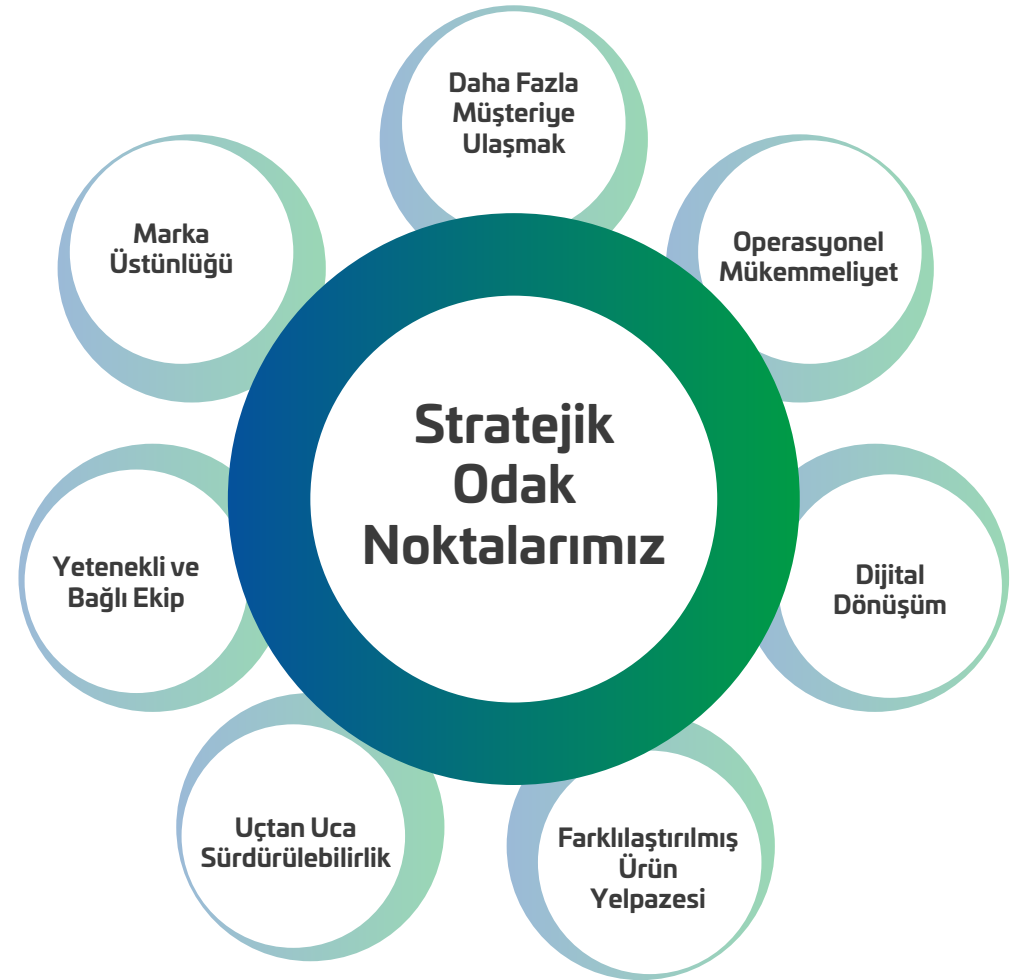 Daha Fazla
Müşteriye
Ulaşmak
Marka
Üstünlüğü
Operasyonel
Mükemmeliyet
Stratejik
Odak
Noktalarımız
Yetenekli ve
Bağlı Ekip
Dijital
Dönüşüm
Uçtan Uca
Sürdürülebilirlik
Farklılaştırılmış
Ürün
Yelpazesi